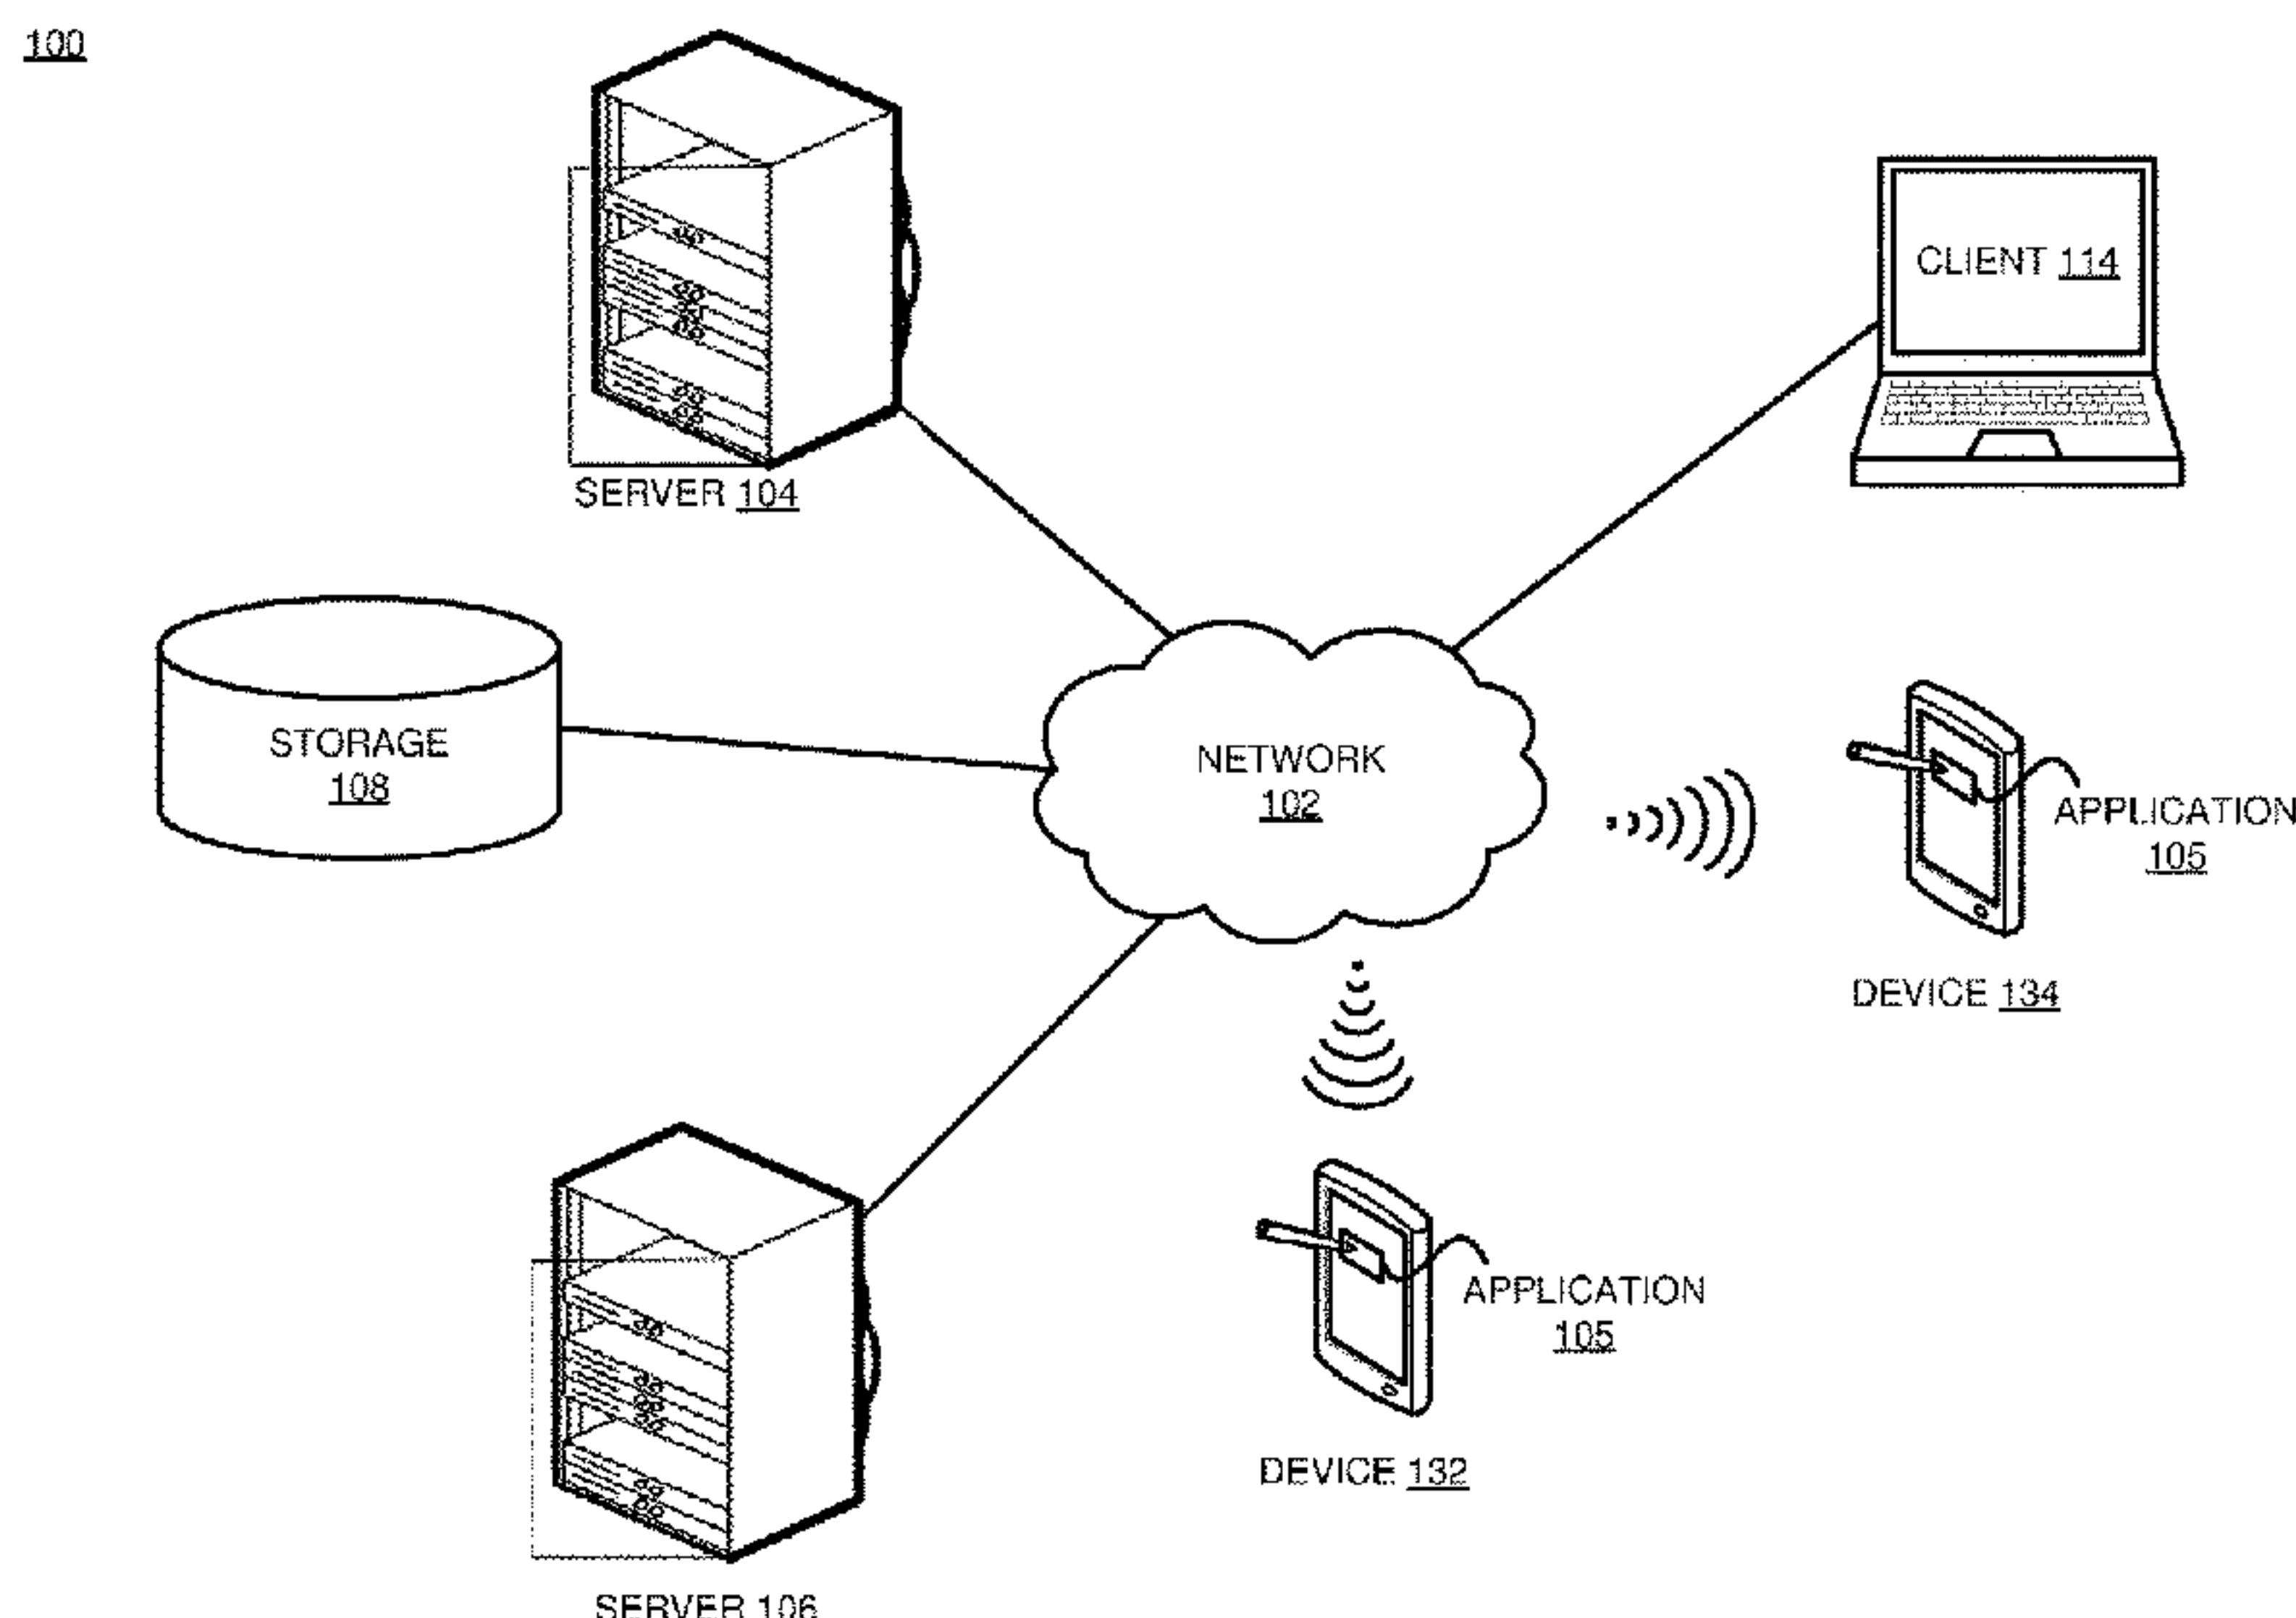 100
SERVER 104
CLIENT 114
STORAGE
108
NETWORK
102
APPLICATION
105
DEVICE 134
APPLICATION
105
DEVICE 132
SERVER 106